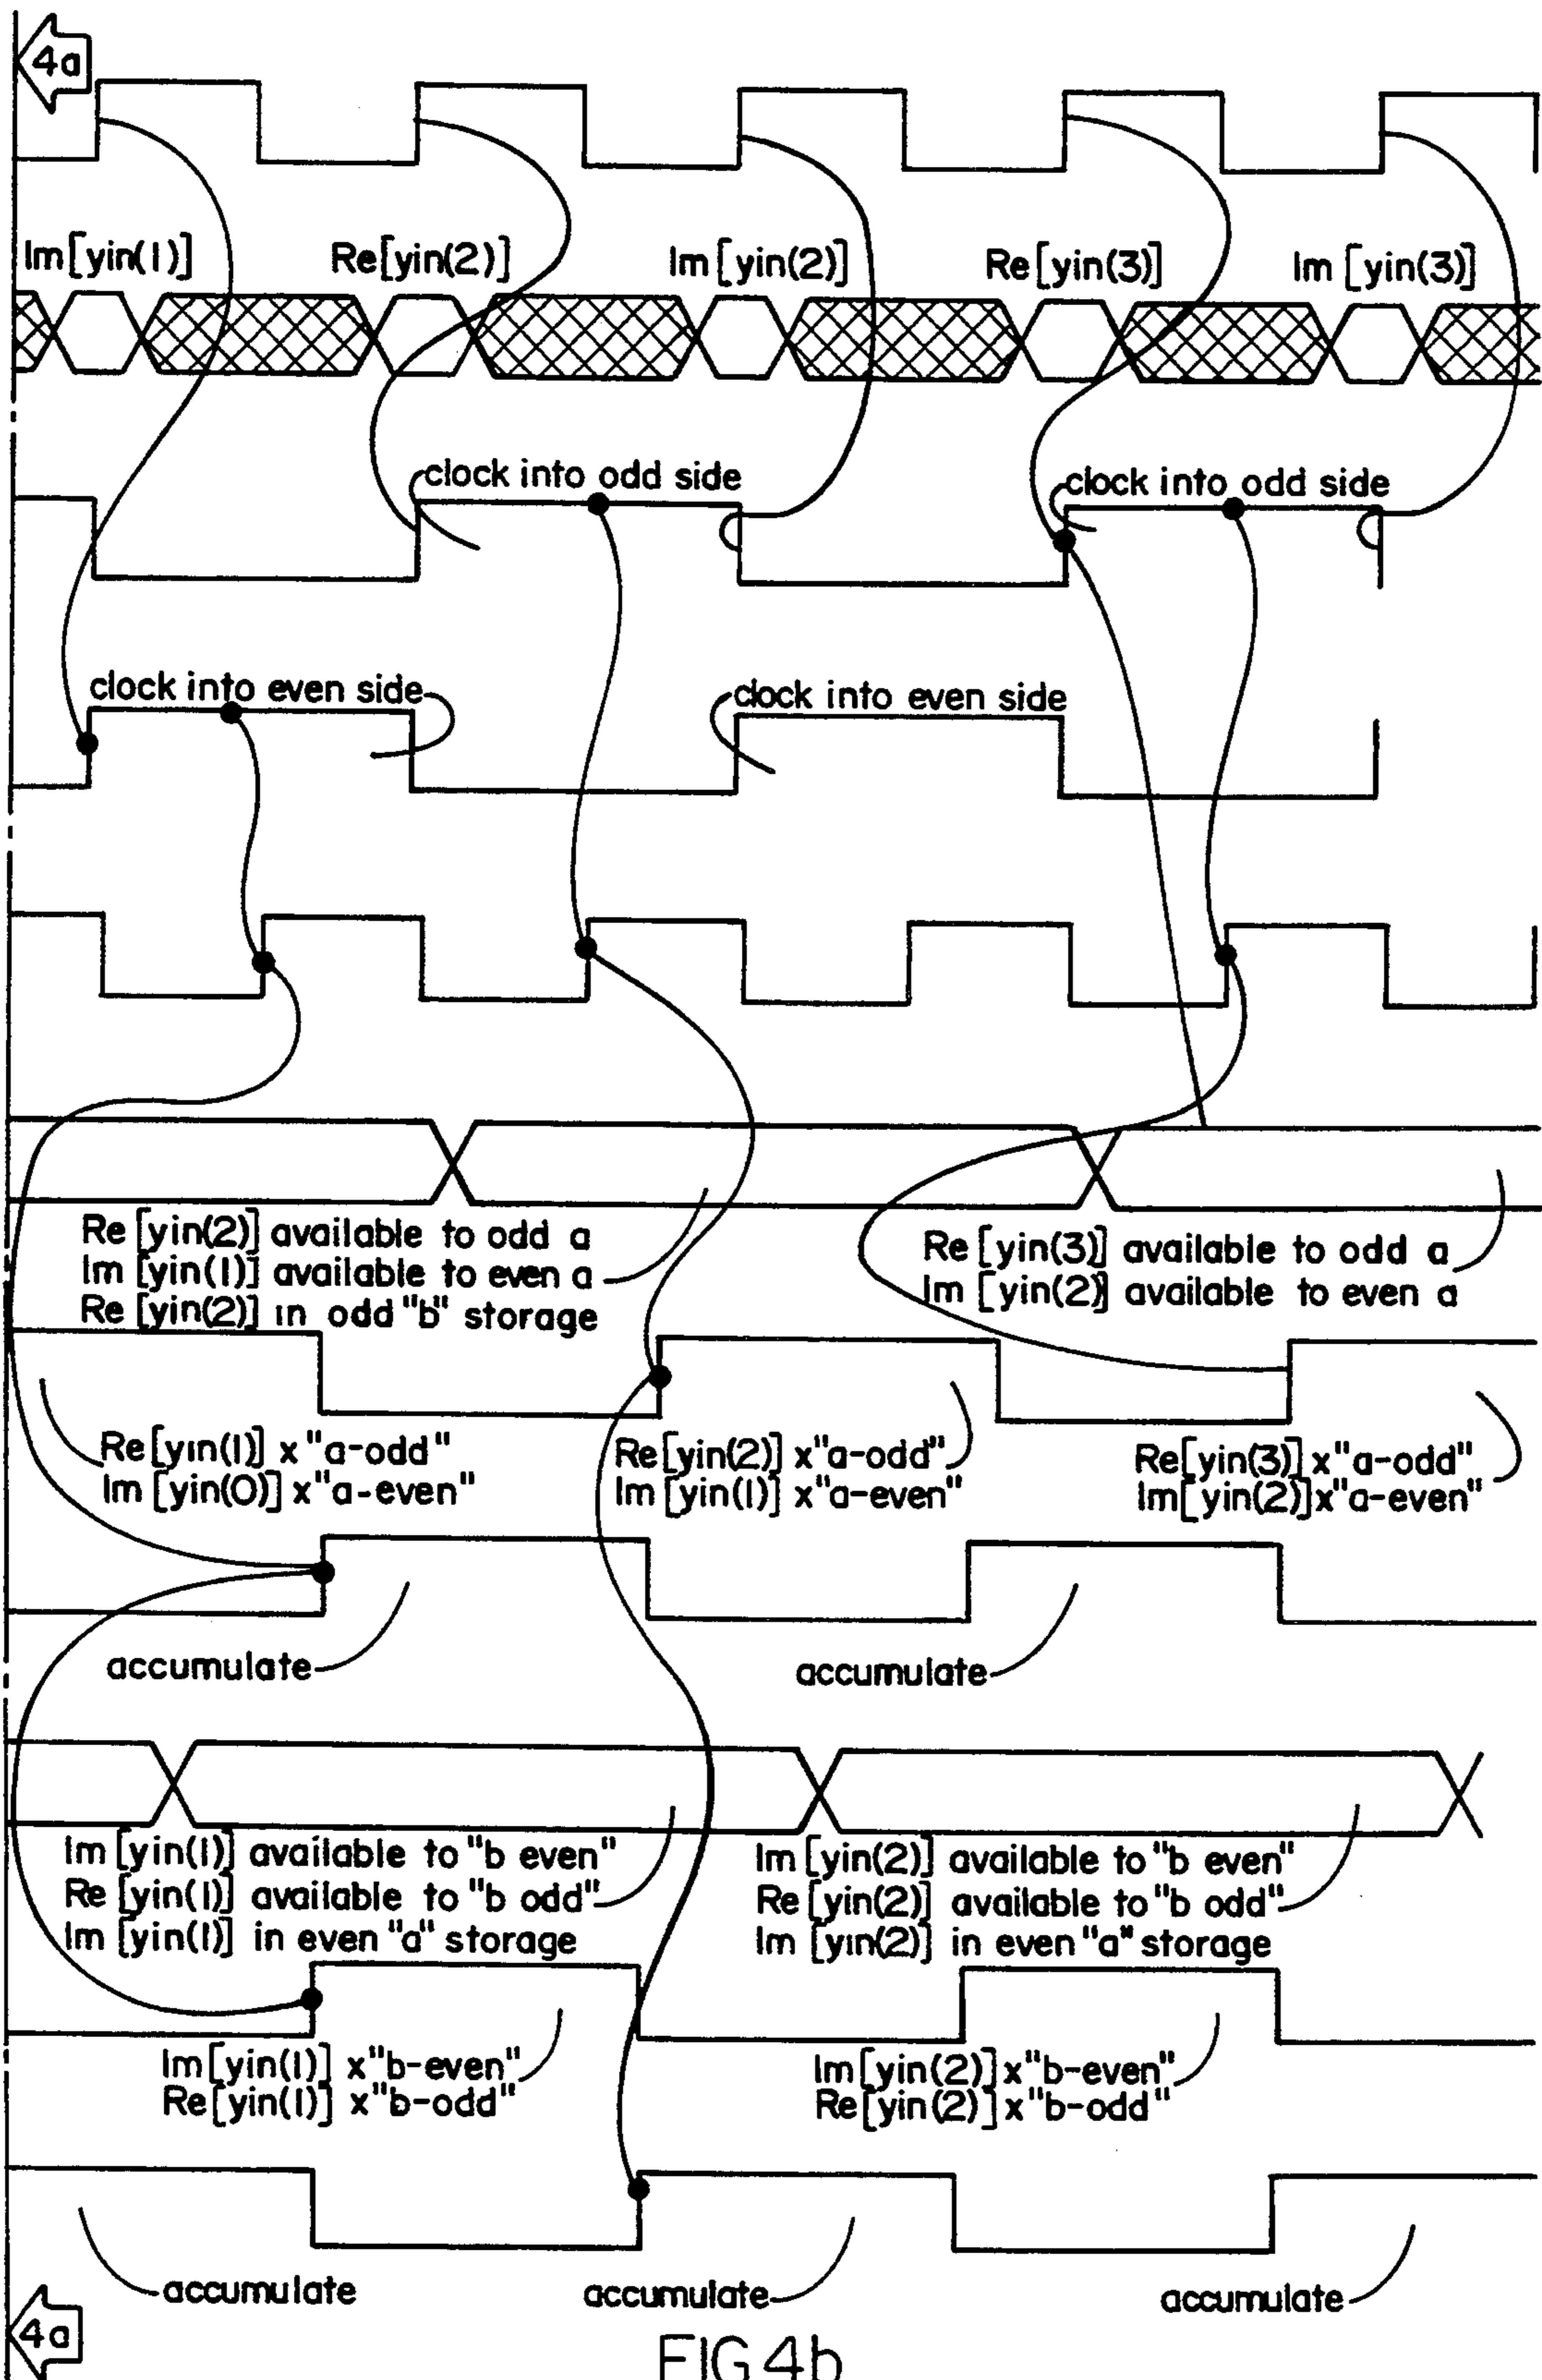 4a
Im[yin(1)]
Re[yin(2)]
Im[yin(2)]
Re[yin(3)]
Im [yin(3)]
clock into odd side
clock into odd side
clock into even side
clock into even side
Re [yin(2)] available to odd a
Im [yin(1)] available to even a
Re [yin(2)] in odd "b" storage
Re [yin(3)] available to odd a
Im [yin(2)] available to even a
Re[yin(1)] x "a-odd"
Im [yin(0)] x "a-even"
Re[yin(2)] x "a-odd"
Im [yin(1)] x "a-even"
Re[yin(3)] x "a-odd"
Im[yin(2)] x "a-even"
accumulate
accumulate
Im [yin(1)] available to "b even"
Re [yin(1)] available to "b odd"
Im [yin(1)] in even "a" storage
Im [yin(2)] available to "b even"
Re [yin(2)] available to "b odd"
Im [yin(2)] in even "a" storage
Im[yin(1)] x "b-even"
Re[yin(1)] x "b-odd"
Im[yin(2)] x "b-even"
Re[yin(2)] x "b-odd"
accumulate
accumulate
accumulate
4a
FIG 4b